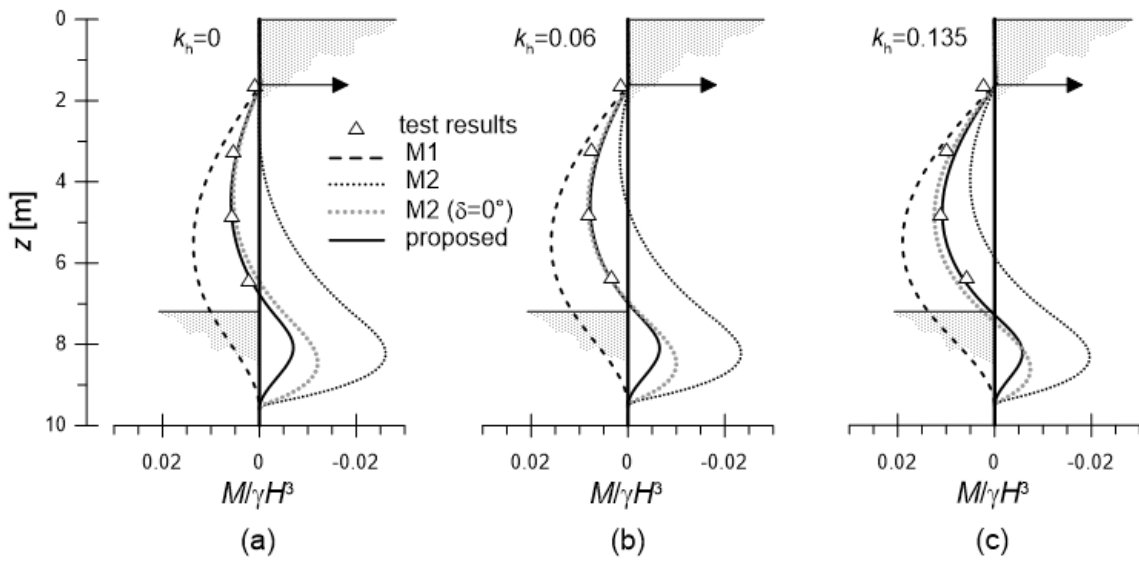 0
2
4
6
8
10
z [m]
kₕ=0
kₕ=0.06
kₕ=0.135
test results
M1
M2
M2 (δ=0°)
proposed
0.02 0 -0.02
0.02 0 -0.02
0.02 0 -0.02
M/γH³
M/γH³
M/γH³
(a)
(b)
(c)